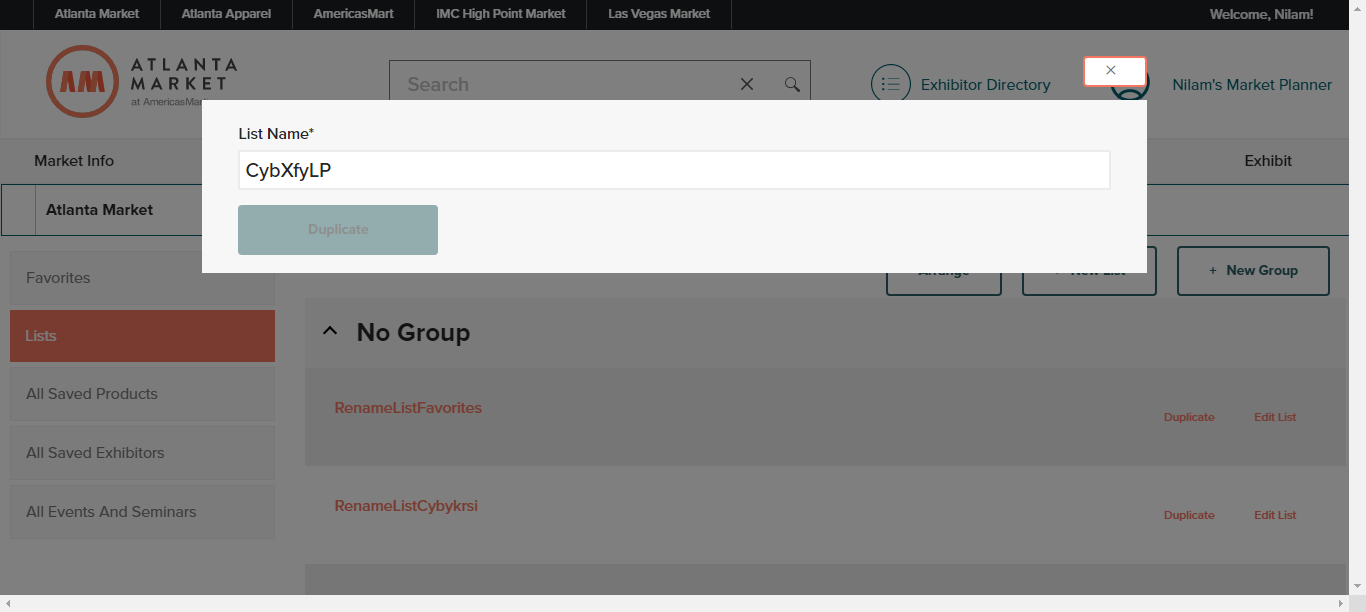 Atlanta Market
Atlanta Apparel
AmericasMart
IMC High Point Market
Las Vegas Market
Welcome, Nilam!
AM
ATLANTA
MARKET
at AmericasMar
Search
Exhibitor Directory
Nilam's Market Planner
List Name*
CybXfyLP
Duplicate
Market Info
Exhibit
Atlanta Market
Favorites
Lists
All Saved Products
All Saved Exhibitors
All Events And Seminars
Arrange
+ New List
+ New Group
No Group
RenameListFavorites
Duplicate
Edit List
RenameListCybykrsi
Duplicate
Edit List